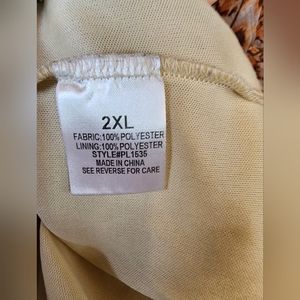 2XL
FABRIC:100%POLYESTER
LINING:100%POLYESTER
STYLE#PL1535
MADE IN CHINA
SEE REVERSE FOR CARE